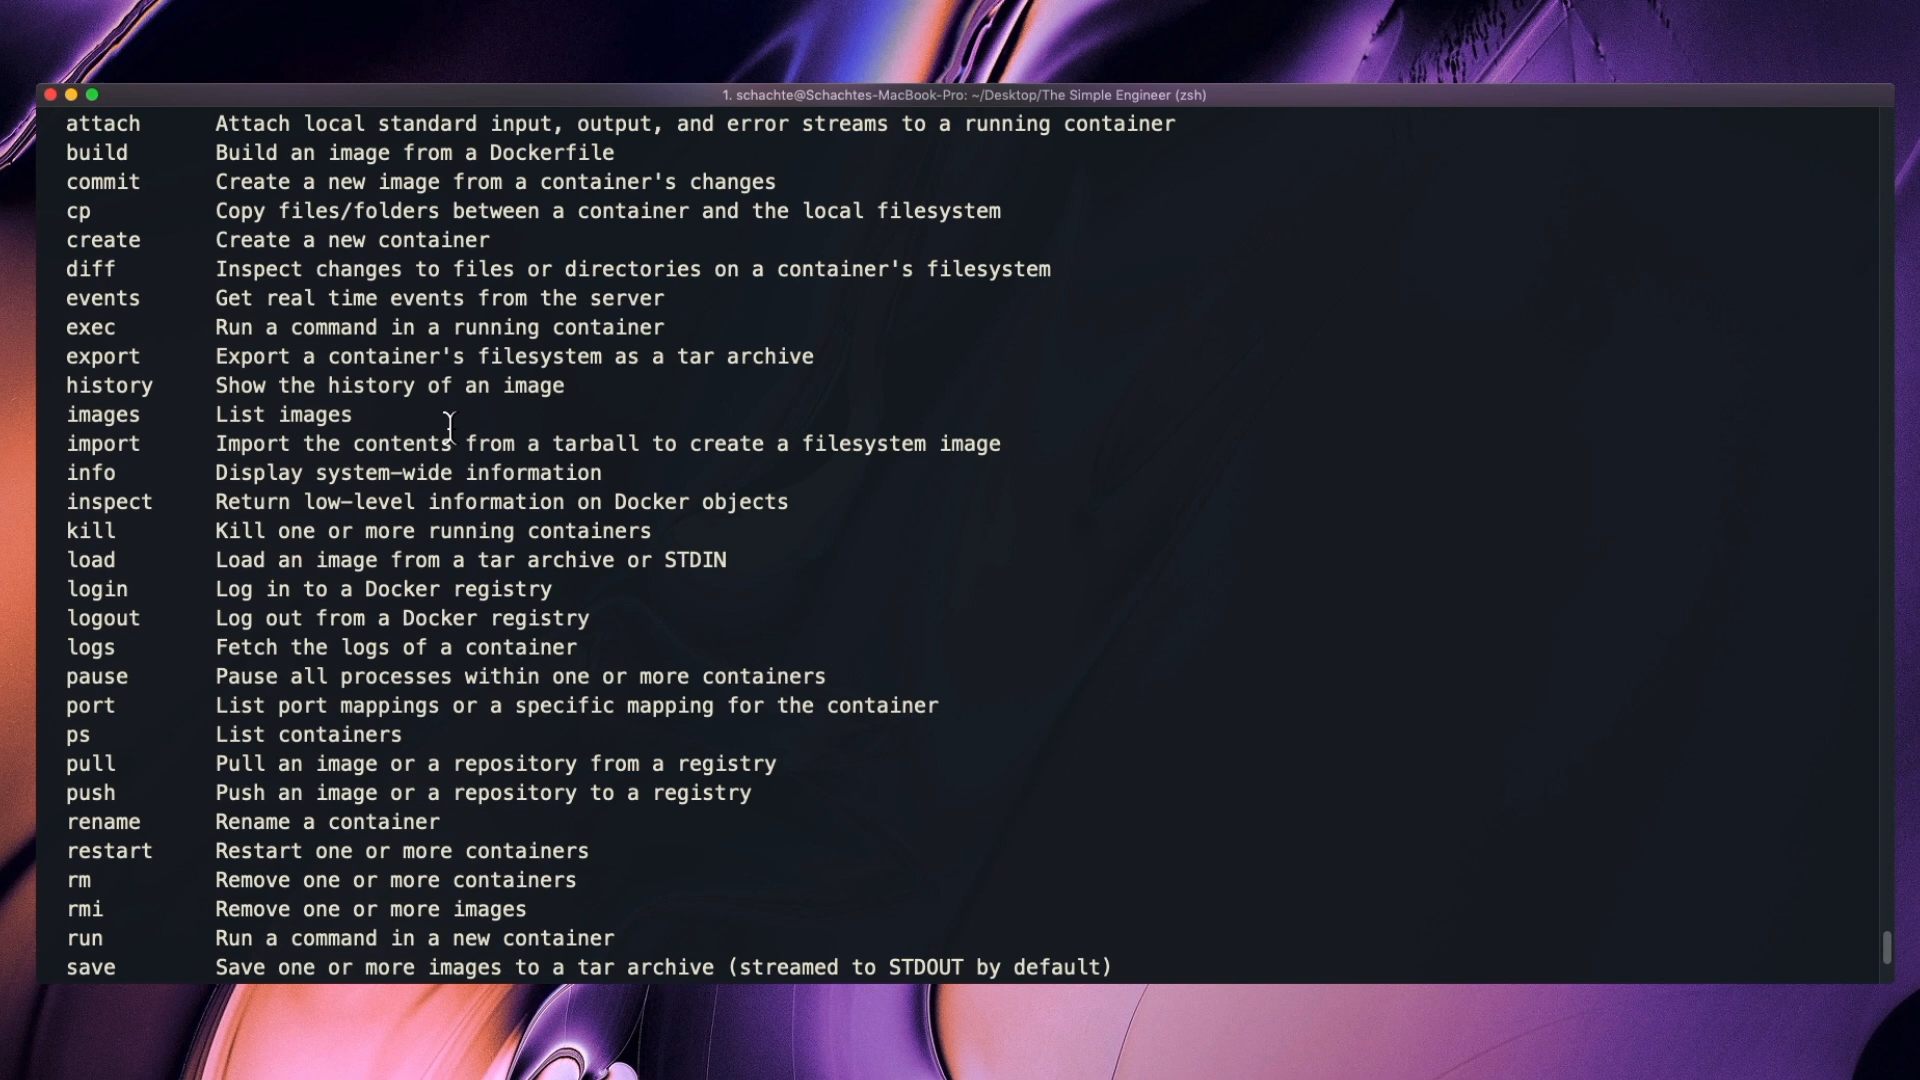 1. schachte@Schachtes-MacBook-Pro: ~/Desktop/The Simple Engineer (zsh)
attach      Attach local standard input, output, and error streams to a running container
build       Build an image from a Dockerfile
commit      Create a new image from a container's changes
cp          Copy files/folders between a container and the local filesystem
create      Create a new container
diff        Inspect changes to files or directories on a container's filesystem
events      Get real time events from the server
exec        Run a command in a running container
export      Export a container's filesystem as a tar archive
history     Show the history of an image
images      List images
import      Import the contents from a tarball to create a filesystem image
info        Display system-wide information
inspect     Return low-level information on Docker objects
kill        Kill one or more running containers
load        Load an image from a tar archive or STDIN
login       Log in to a Docker registry
logout      Log out from a Docker registry
logs        Fetch the logs of a container
pause       Pause all processes within one or more containers
port        List port mappings or a specific mapping for the container
ps          List containers
pull        Pull an image or a repository from a registry
push        Push an image or a repository to a registry
rename      Rename a container
restart     Restart one or more containers
rm          Remove one or more containers
rmi         Remove one or more images
run         Run a command in a new container
save        Save one or more images to a tar archive (streamed to STDOUT by default)